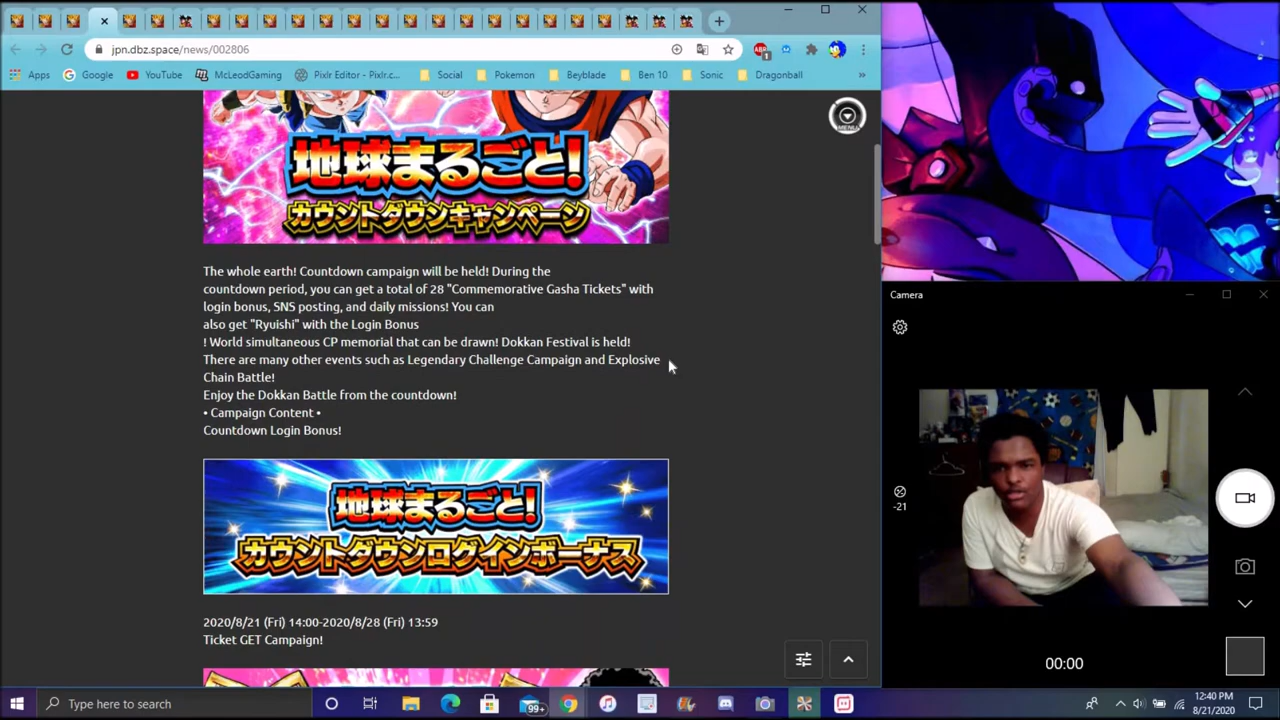 jpn.dbz.space/news/002806
ABP
1
Apps
Google
YouTube
McLeodGaming
Pixlr Editor - Pixlr.c...
Social
Pokemon
Beyblade
Ben 10
Sonic
Dragonball
»
MENU
地球まるごと!
カウントダウンキャンペーン
The whole earth! Countdown campaign will be held! During the
countdown period, you can get a total of 28 "Commemorative Gasha Tickets" with
login bonus, SNS posting, and daily missions! You can
also get "Ryuishi" with the Login Bonus
! World simultaneous CP memorial that can be drawn! Dokkan Festival is held!
There are many other events such as Legendary Challenge Campaign and Explosive
Chain Battle!
Enjoy the Dokkan Battle from the countdown!
• Campaign Content •
Countdown Login Bonus!
地球まるごと!
カウントダウンログインボーナス
2020/8/21 (Fri) 14:00-2020/8/28 (Fri) 13:59
Ticket GET Campaign!
Camera
-21
00:00
Type here to search
99+
12:40 PM
8/21/2020